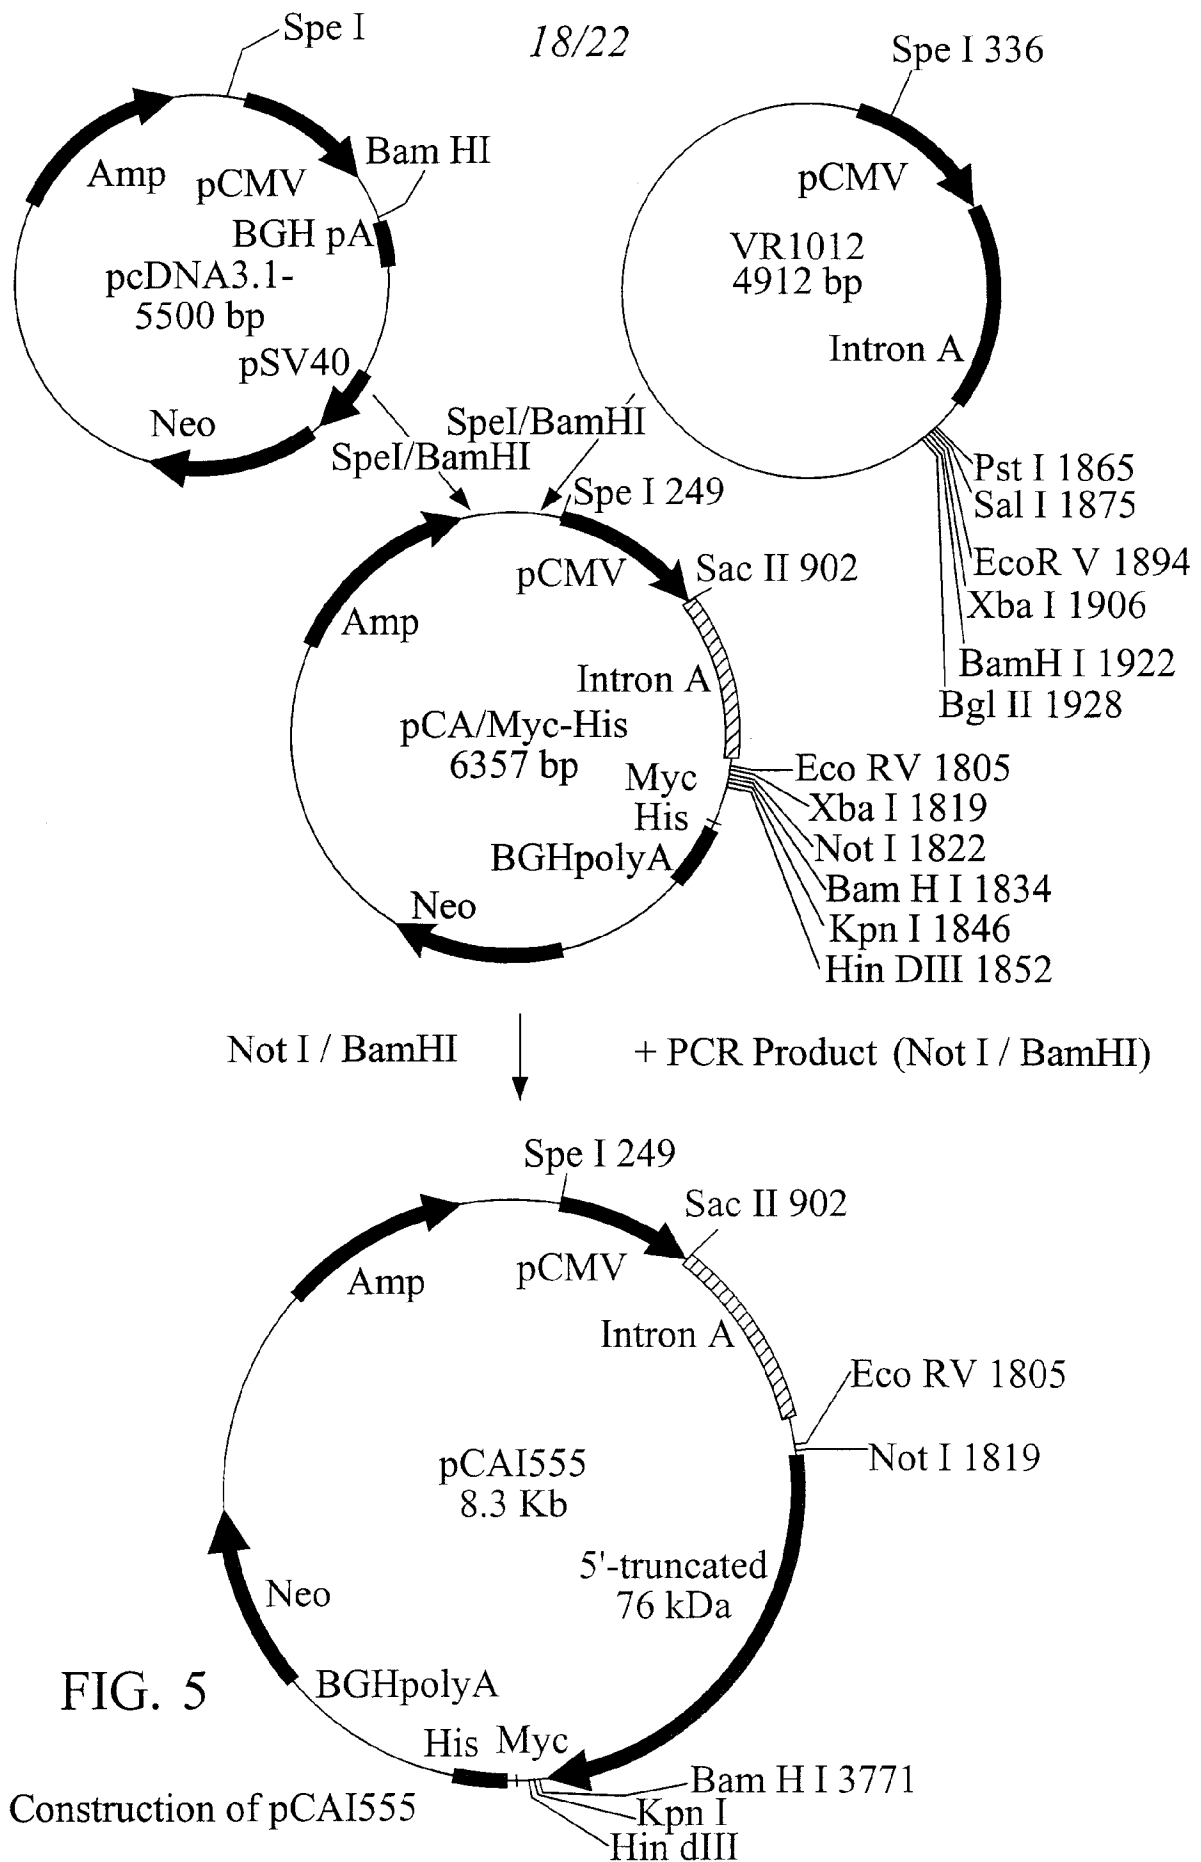 18/22
Spe I
Amp
pCMV
Bam HI
BGH pA
pcDNA3.1-
5500 bp
pSV40
Neo
SpeI/BamHI
Spe I 336
pCMV
VR1012
4912 bp
Intron A
SpeI/BamHI
Pst I 1865
Sal I 1875
EcoR V 1894
Xba I 1906
BamH I 1922
Bgl II 1928
Spe I 249
pCMV
Sac II 902
Amp
Intron A
pCA/Myc-His
6357 bp
Myc
His
BGHpolyA
Neo
Eco RV 1805
Xba I 1819
Not I 1822
Bam H I 1834
Kpn I 1846
Hin DIII 1852
Not I / BamHI
+ PCR Product (Not I / BamHI)
Spe I 249
Sac II 902
Amp
pCMV
Intron A
Eco RV 1805
Not I 1819
pCAI555
8.3 Kb
5'-truncated
76 kDa
Neo
BGHpolyA
His Myc
Bam H I 3771
Kpn I
Hin dIII
FIG. 5
Construction of pCAI555